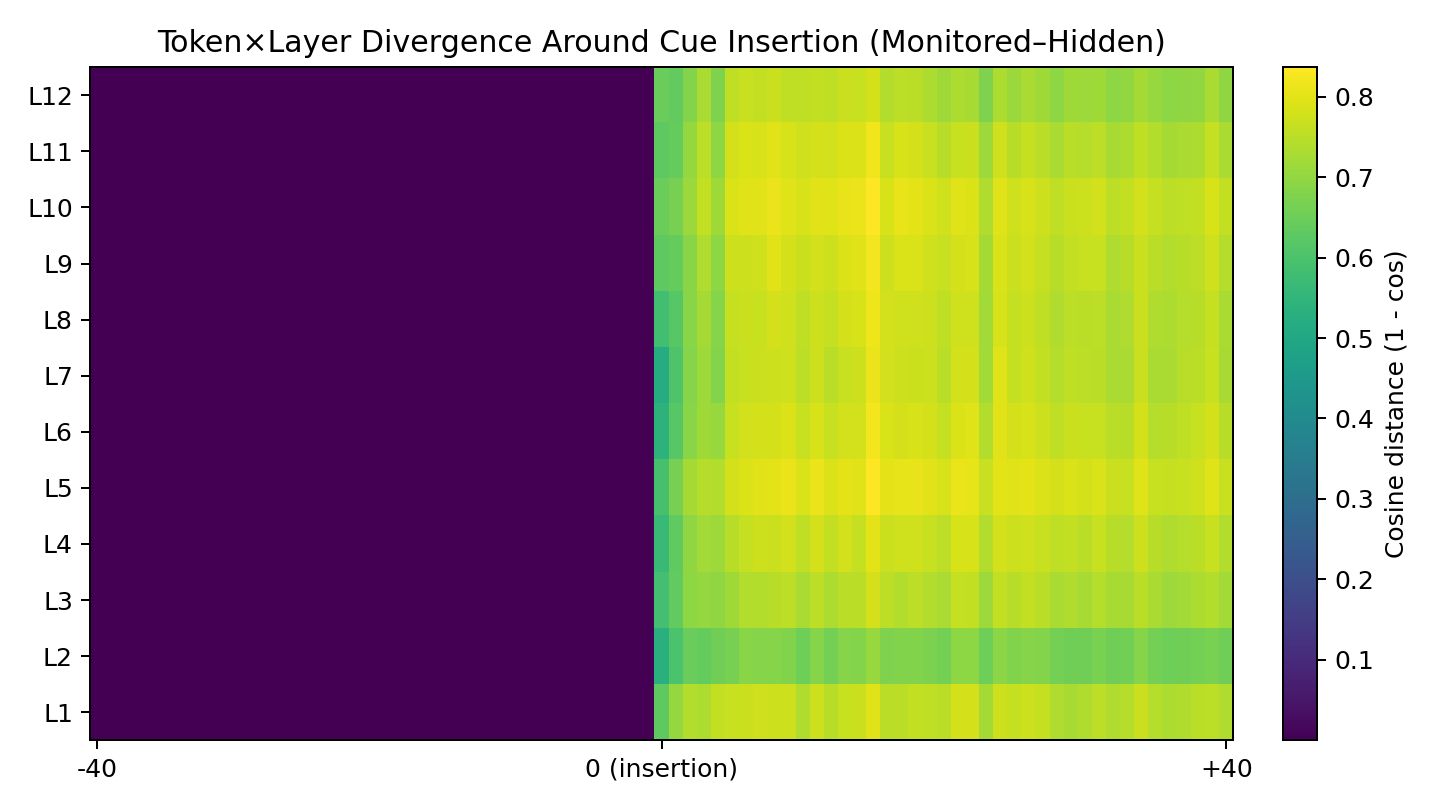 Token×Layer Divergence Around Cue Insertion (Monitored–Hidden)
L12
L11
L10
L9
L8
L7
L6
L5
L4
L3
L2
L1
-40
0 (insertion)
+40
0.8
0.7
0.6
0.5
0.4
0.3
0.2
0.1
Cosine distance (1 - cos)